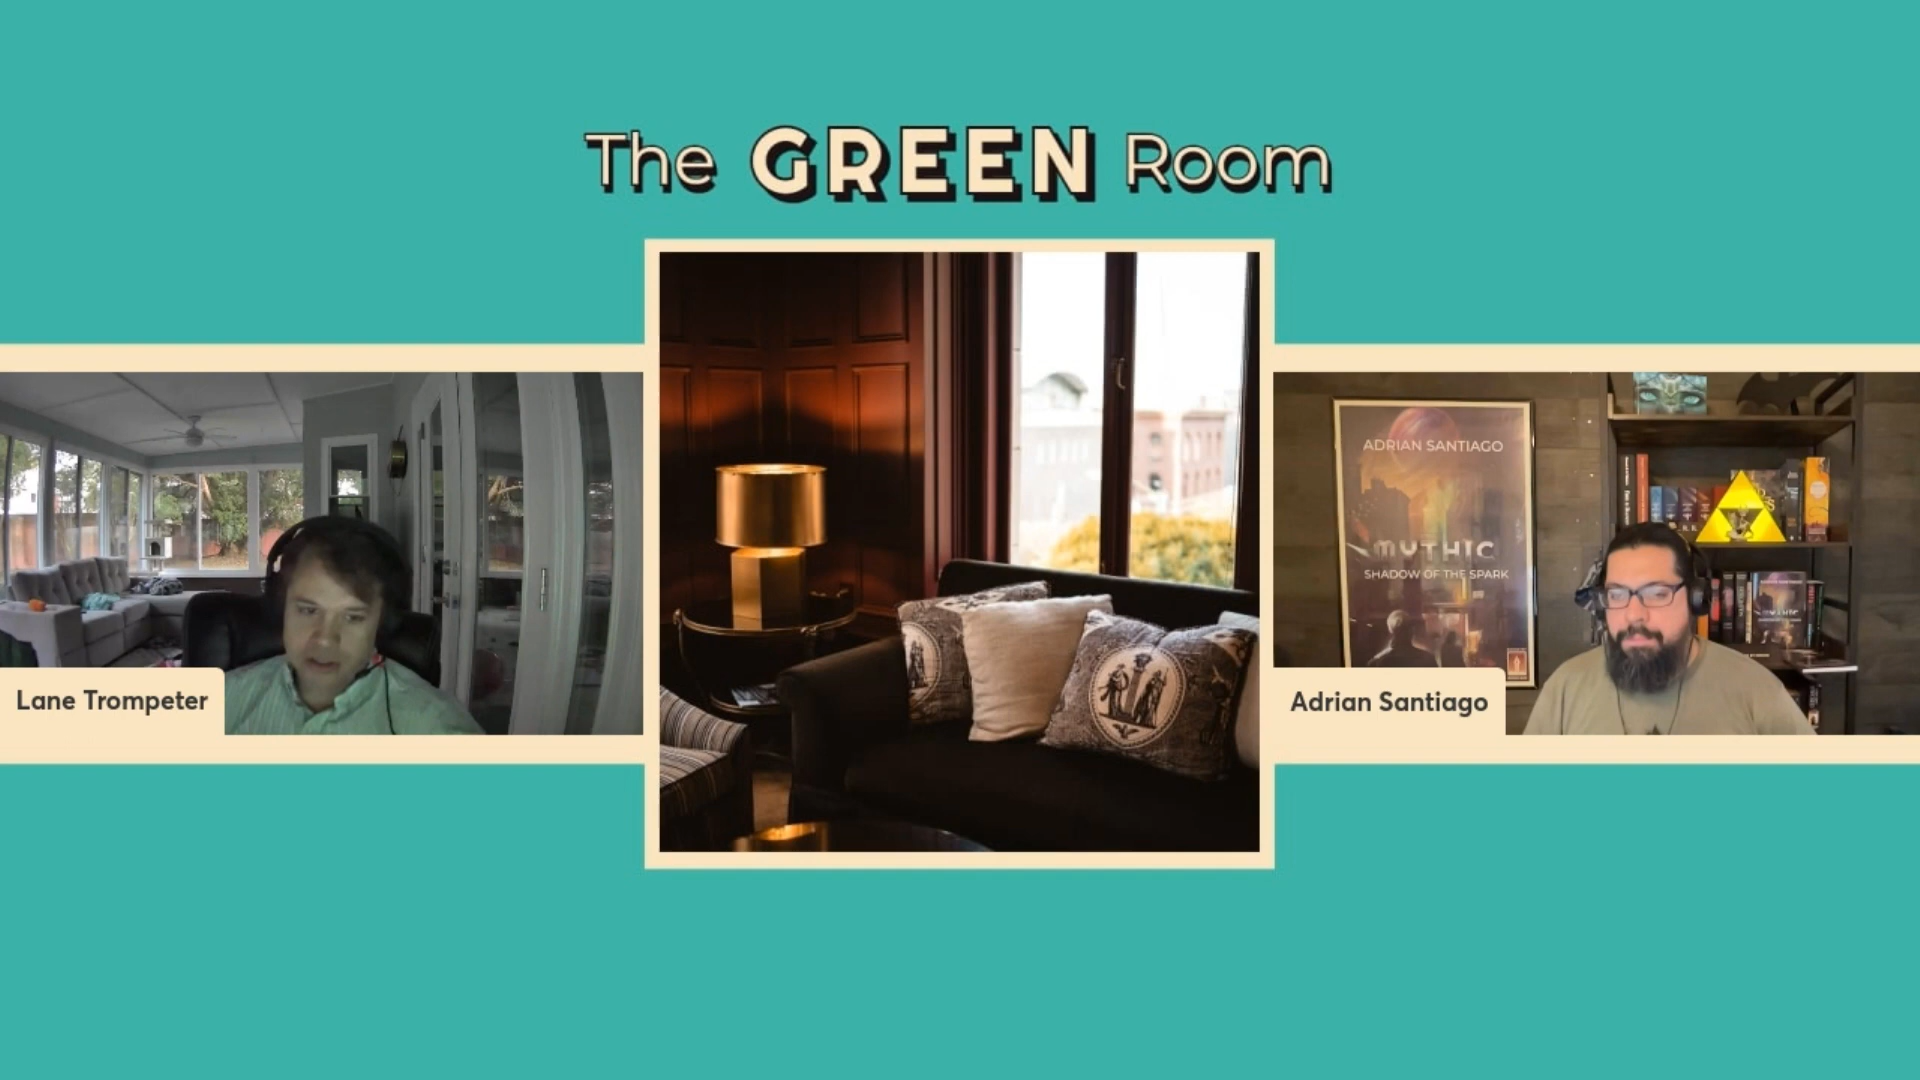 The GREEN Room
Lane Trompeter
ADRIAN SANTIAGO
MYTHIC
SHADOW OF THE SPARK
Adrian Santiago